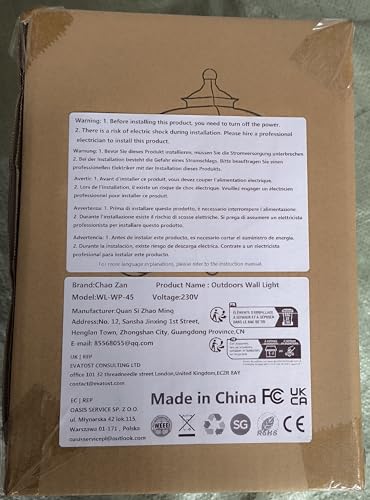 Warning: 1. Before installing this product, you need to turn off the power.
2. There is a risk of electric shock during installation. Please hire a professional
electrician to install this product.
Warnung: 1. Bevor Sie dieses Produkt installieren, müssen Sie die Stromversorgung unterbrechen
2. Bei der Installation besteht die Gefahr eines Stromschlags. Bitte beauftragen Sie einen
professionellen Elektriker mit der Installation dieses Produkts.
Avertir: 1. Avant d'installer ce produit, vous devez couper l'alimentation électrique.
2. Lors de l'installation, il existe un risque de choc électrique. Veuillez engager un électricien
professionnel pour installer ce produit.
Avvertenza: 1. Prima di installare questo prodotto, è necessario interrompere l'alimentazione.
2. Durante l'installazione esiste il rischio di scosse elettriche. Si prega di assumere un elettricista
professionista per installare questo prodotto.
Advertencia: 1. Antes de instalar este producto, es necesario cortar el suministro de energía.
2. Durante la instalación, existe riesgo de descarga eléctrica. Contrate a un electricista
profesional para instalar este producto.
For more language explanations, please refer to the instruction manual.
Brand:Chao Zan Product Name : Outdoors Wall Light
Model:WL-WP-45 Voltage:230V
Manufacturer:Quan Si Zhao Ming
Address:No. 12, Sansha Jinxing 1st Street,
Henglan Town, Zhongshan City, Guangdong Province,CN
E-mail: 85568055@qq.com
UK | REP
EVATOST CONSULTING LTD
office 101 32 threadneedle street London,United Kingdom,EC2R 8AY
contact@evatost.com
EC | REP
OASIS SERVICE SP. Z O.O.
ul. Młynarska 42 lok.115,
Warszawa 01-171 , Polska
oasisservicepl@outlook.com
Made in China FC UK CA
WEEE
SG
RoHS